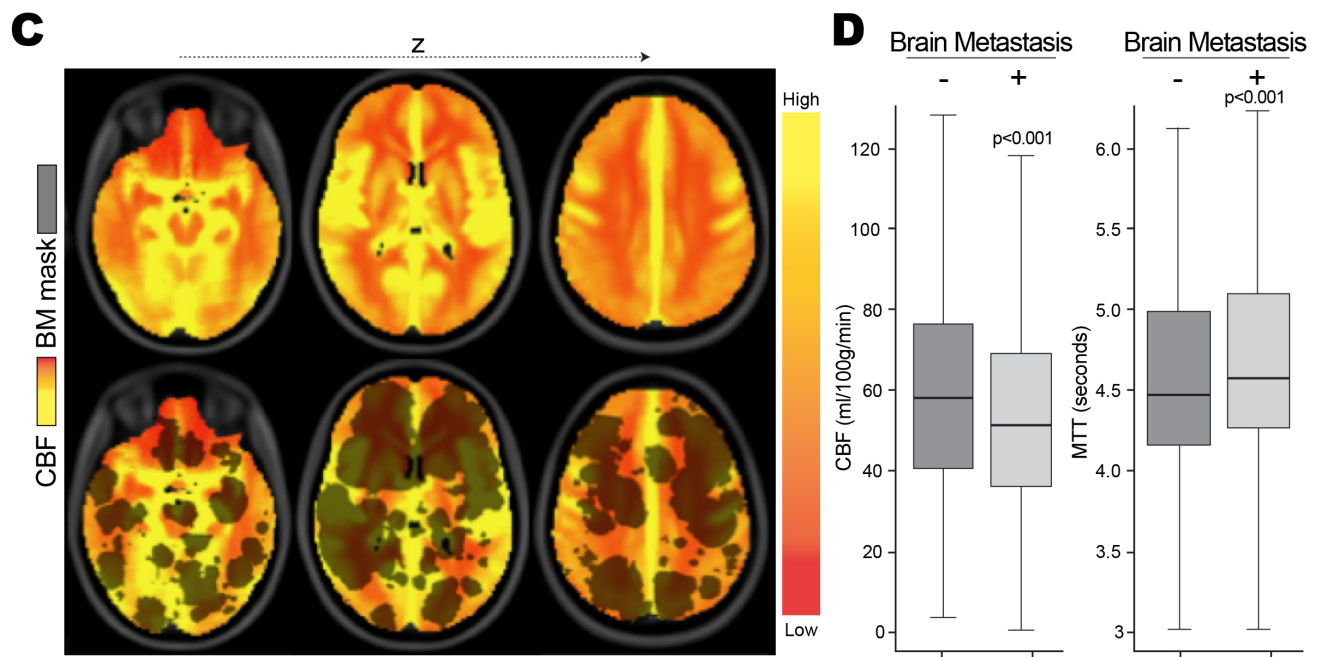 C
z
BM mask
CBF
High
Low
D
Brain Metastasis
- +
p<0.001
CBF (ml/100g/min)
120
100
80
60
40
20
0
Brain Metastasis
- +
p<0.001
MTT (seconds)
6.0
5.5
5.0
4.5
4.0
3.5
3